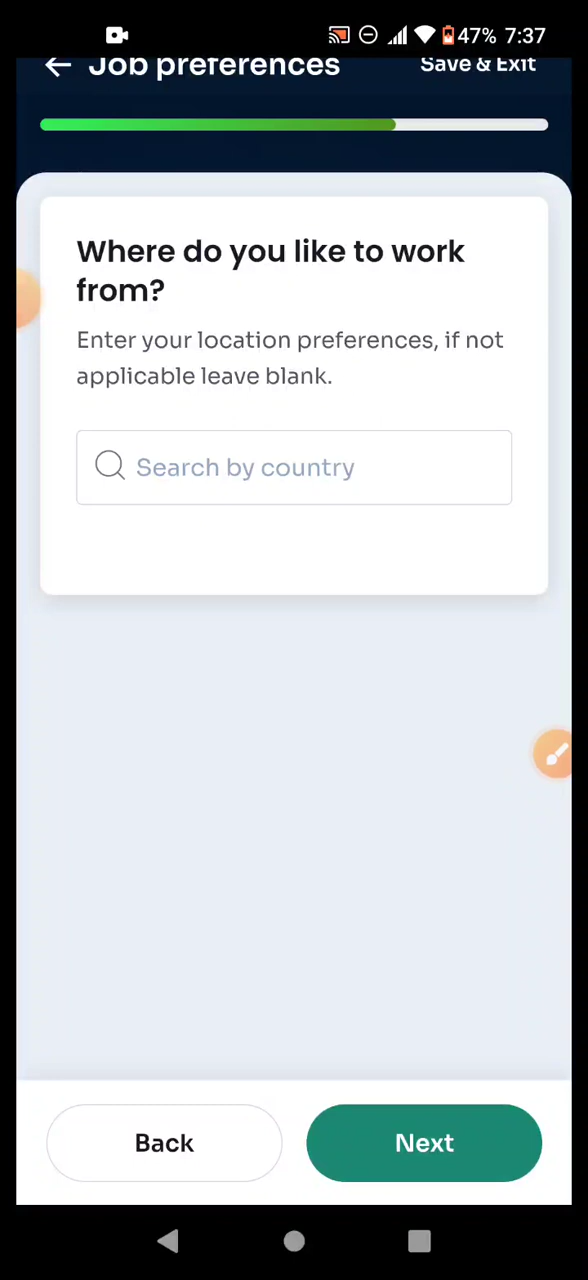 47% 7:37
Job preferences Save & Exit
Where do you like to work
from?
Enter your location preferences, if not
applicable leave blank.
Search by country
Back Next